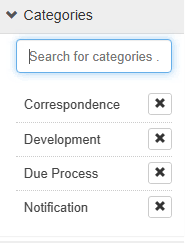 Categories
Search for categories .
Correspondence
Development
Due Process
Notification